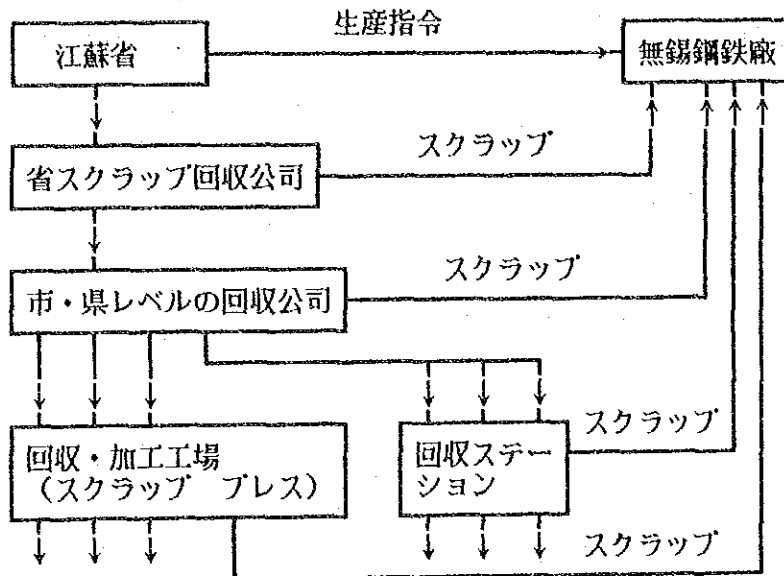 生産指令
江蘇省
無錫鋼鉄廠
スクラップ
省スクラップ回収公司
スクラップ
市・県レベルの回収公司
スクラップ
回収・加工工場
(スクラップ プレス)
回収ステー
ション
スクラップ